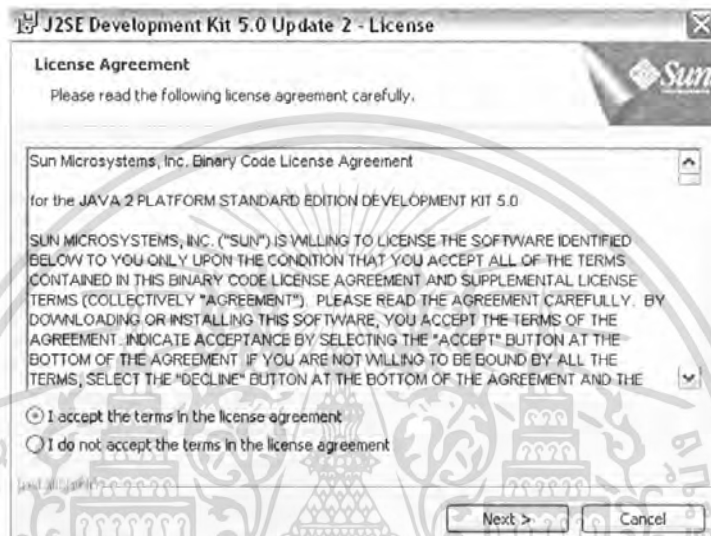 J2SE Development Kit 5.0 Update 2 - License
License Agreement
Please read the following license agreement carefully.
Sun
Sun Microsystems, Inc. Binary Code License Agreement
for the JAVA 2 PLATFORM STANDARD EDITION DEVELOPMENT KIT 5.0
SUN MICROSYSTEMS, INC. ("SUN") IS WILLING TO LICENSE THE SOFTWARE IDENTIFIED
BELOW TO YOU ONLY UPON THE CONDITION THAT YOU ACCEPT ALL OF THE TERMS
CONTAINED IN THIS BINARY CODE LICENSE AGREEMENT AND SUPPLEMENTAL LICENSE
TERMS (COLLECTIVELY "AGREEMENT"). PLEASE READ THE AGREEMENT CAREFULLY. BY
DOWNLOADING OR INSTALLING THIS SOFTWARE, YOU ACCEPT THE TERMS OF THE
AGREEMENT. INDICATE ACCEPTANCE BY SELECTING THE "ACCEPT" BUTTON AT THE
BOTTOM OF THE AGREEMENT. IF YOU ARE NOT WILLING TO BE BOUND BY ALL THE
TERMS, SELECT THE "DECLINE" BUTTON AT THE BOTTOM OF THE AGREEMENT AND THE
I accept the terms in the license agreement
I do not accept the terms in the license agreement
Next >
Cancel